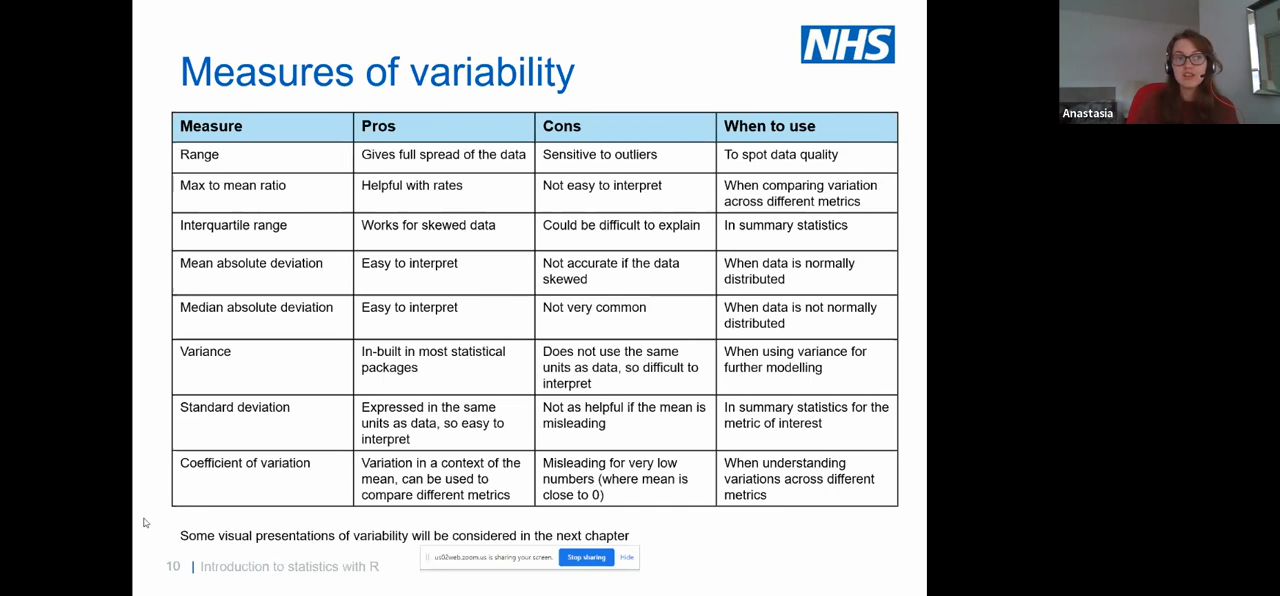 NHS
Measures of variability
Anastasia
Measure Pros Cons When to use
Range Gives full spread of the data Sensitive to outliers To spot data quality
Max to mean ratio Helpful with rates Not easy to interpret When comparing variation
across different metrics
Interquartile range Works for skewed data Could be difficult to explain In summary statistics
Mean absolute deviation Easy to interpret Not accurate if the data When data is normally
skewed distributed
Median absolute deviation Easy to interpret Not very common When data is not normally
distributed
Variance In-built in most statistical Does not use the same When using variance for
packages units as data, so difficult to further modelling
interpret
Standard deviation Expressed in the same Not as helpful if the mean is In summary statistics for the
units as data, so easy to misleading metric of interest
interpret
Coefficient of variation Variation in a context of the Misleading for very low When understanding
mean, can be used to numbers (where mean is variations across different
compare different metrics close to 0) metrics
Some visual presentations of variability will be considered in the next chapter
us02web.zoom.us is sharing your screen. Stop sharing Hide
10 | Introduction to statistics with R